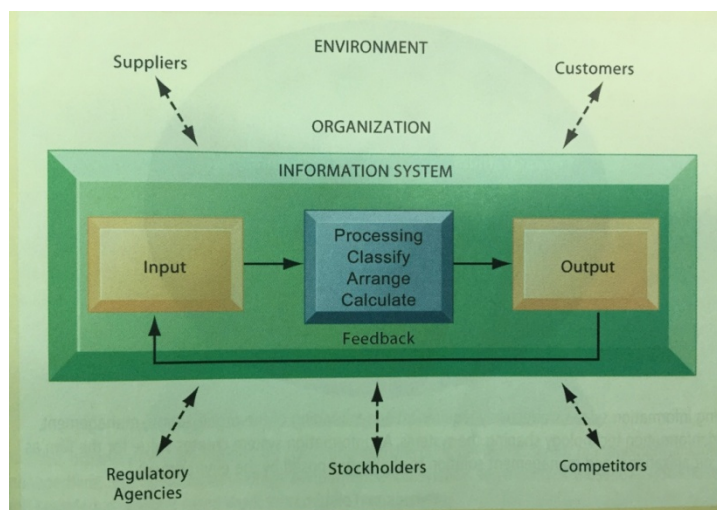 ENVIRONMENT
Suppliers
Customers
ORGANIZATION
INFORMATION SYSTEM
Input
Processing
Classify
Arrange
Calculate
Output
Feedback
Regulatory
Agencies
Stockholders
Competitors